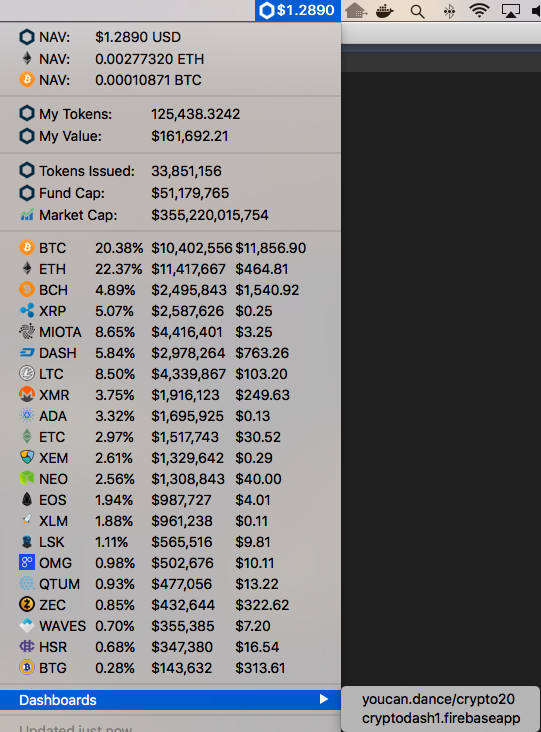 $1.2890
NAV: $1.2890 USD
NAV: 0.00277320 ETH
NAV: 0.00010871 BTC
My Tokens: 125,438.3242
My Value: $161,692.21
Tokens Issued: 33,851,156
Fund Cap: $51,179,765
Market Cap: $355,220,015,754
BTC 20.38% $10,402,556 $11,856.90
ETH 22.37% $11,417,667 $464.81
BCH 4.89% $2,495,843 $1,540.92
XRP 5.07% $2,587,626 $0.25
MIOTA 8.65% $4,416,401 $3.25
DASH 5.84% $2,978,264 $763.26
LTC 8.50% $4,339,867 $103.20
XMR 3.75% $1,916,123 $249.63
ADA 3.32% $1,695,925 $0.13
ETC 2.97% $1,517,743 $30.52
XEM 2.61% $1,329,642 $0.29
NEO 2.56% $1,308,843 $40.00
EOS 1.94% $987,727 $4.01
XLM 1.88% $961,238 $0.11
LSK 1.11% $565,516 $9.81
OMG 0.98% $502,676 $10.11
QTUM 0.93% $477,056 $13.22
ZEC 0.85% $432,644 $322.62
WAVES 0.70% $355,385 $7.20
HSR 0.68% $347,380 $16.54
BTG 0.28% $143,632 $313.61
Dashboards
youcan.dance/crypto20
cryptodash1.firebaseapp
Updated just now